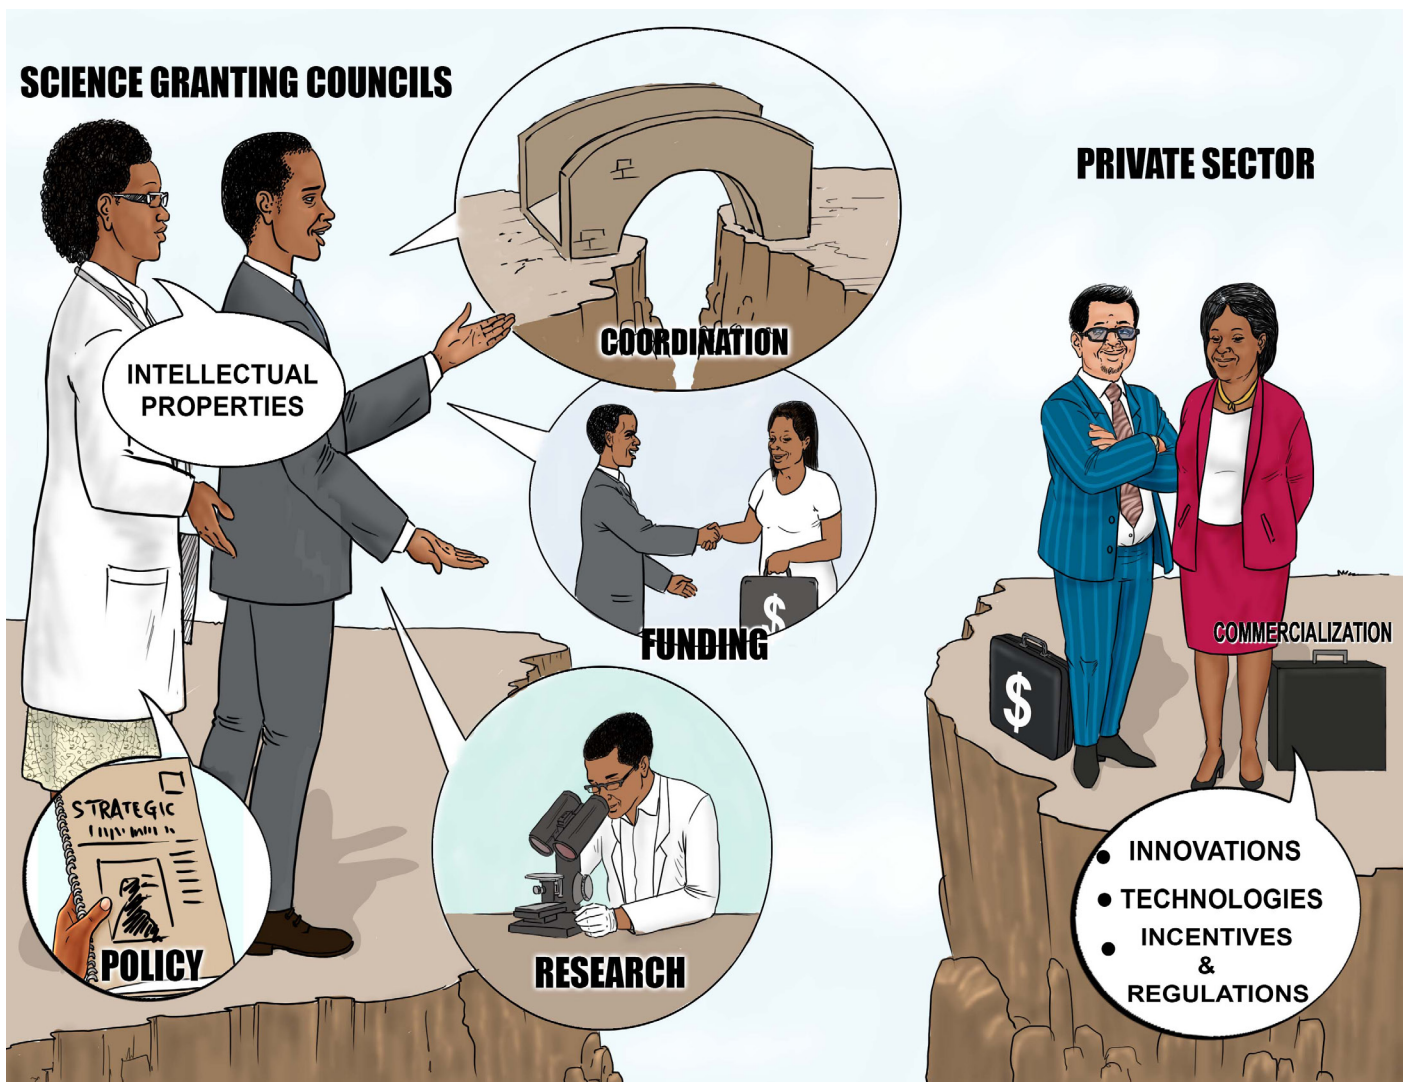 SCIENCE GRANTING COUNCILS
PRIVATE SECTOR
COORDINATION
INTELLECTUAL
PROPERTIES
$
FUNDING
COMMERCIALIZATION
$
STRATEGIC
POLICY
RESEARCH
• INNOVATIONS
• TECHNOLOGIES
• INCENTIVES
&
REGULATIONS